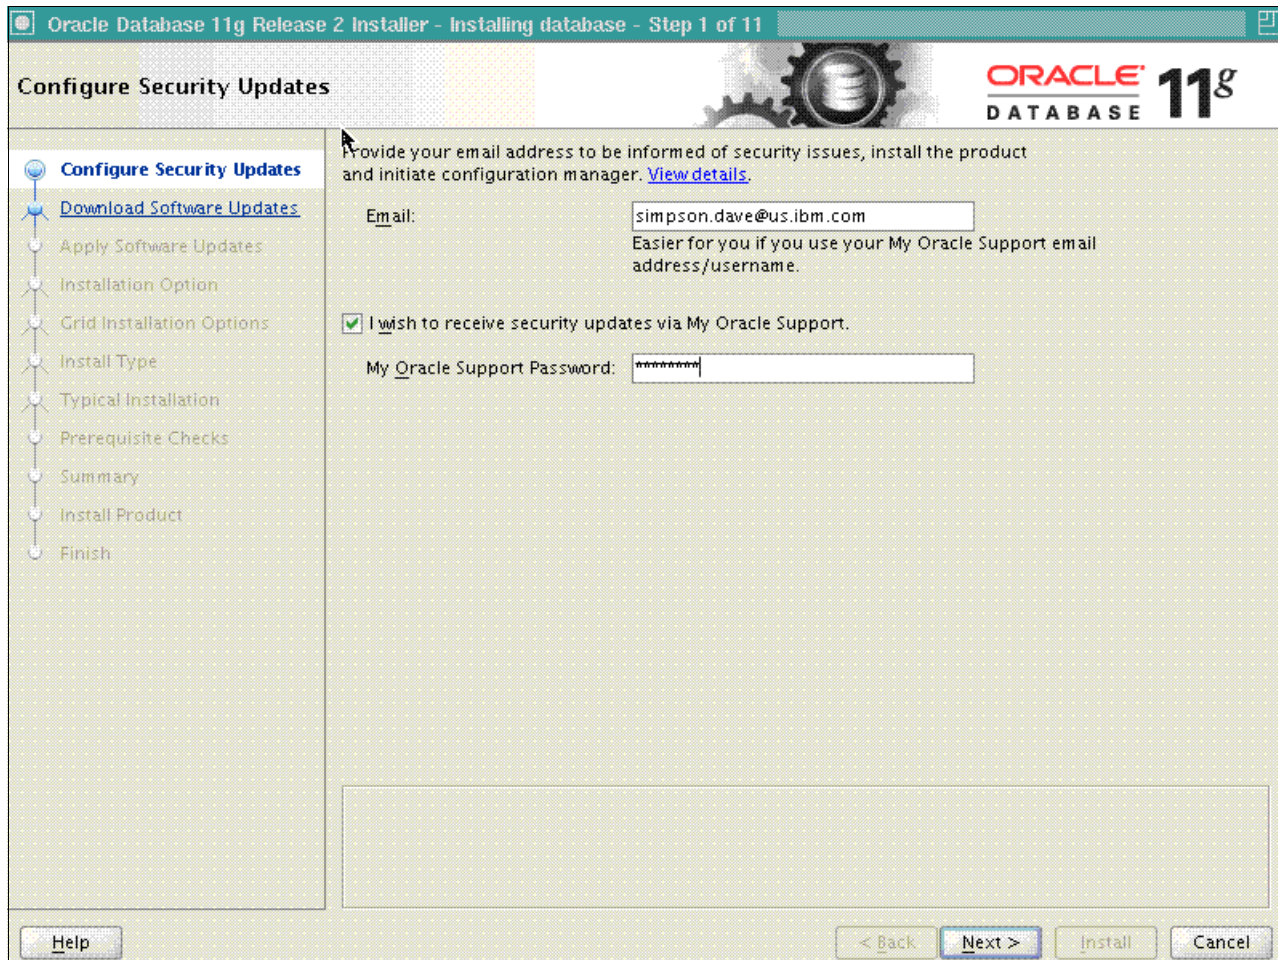 Oracle Database 11g Release 2 Installer - Installing database - Step 1 of 11
Configure Security Updates
ORACLE
DATABASE
11g
Configure Security Updates
Download Software Updates
Apply Software Updates
Installation Option
Grid Installation Options
Install Type
Typical Installation
Prerequisite Checks
Summary
Install Product
Finish
Provide your email address to be informed of security issues, install the product
and initiate configuration manager. View details.
Email:
simpson.dave@us.ibm.com
Easier for you if you use your My Oracle Support email
address/username.
I wish to receive security updates via My Oracle Support.
My Oracle Support Password:
********
Help
< Back
Next >
Install
Cancel